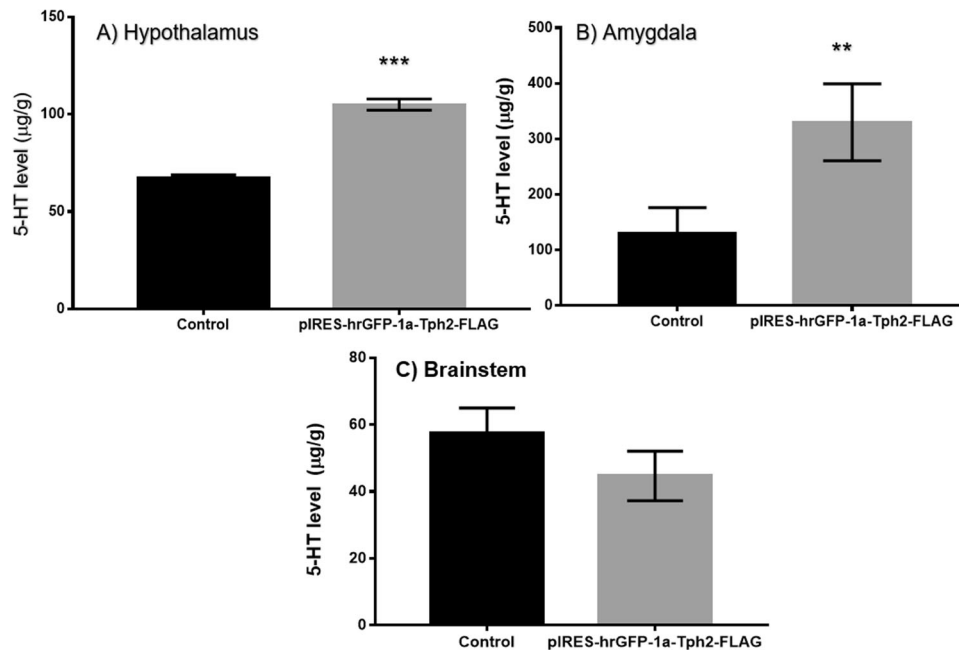 A) Hypothalamus
5-HT level (µg/g)
150
100
50
0
***
Control
pIRES-hrGFP-1a-Tph2-FLAG
B) Amygdala
5-HT level (µg/g)
500
400
300
200
100
0
**
Control
pIRES-hrGFP-1a-Tph2-FLAG
C) Brainstem
5-HT level (µg/g)
80
60
40
20
0
Control
pIRES-hrGFP-1a-Tph2-FLAG